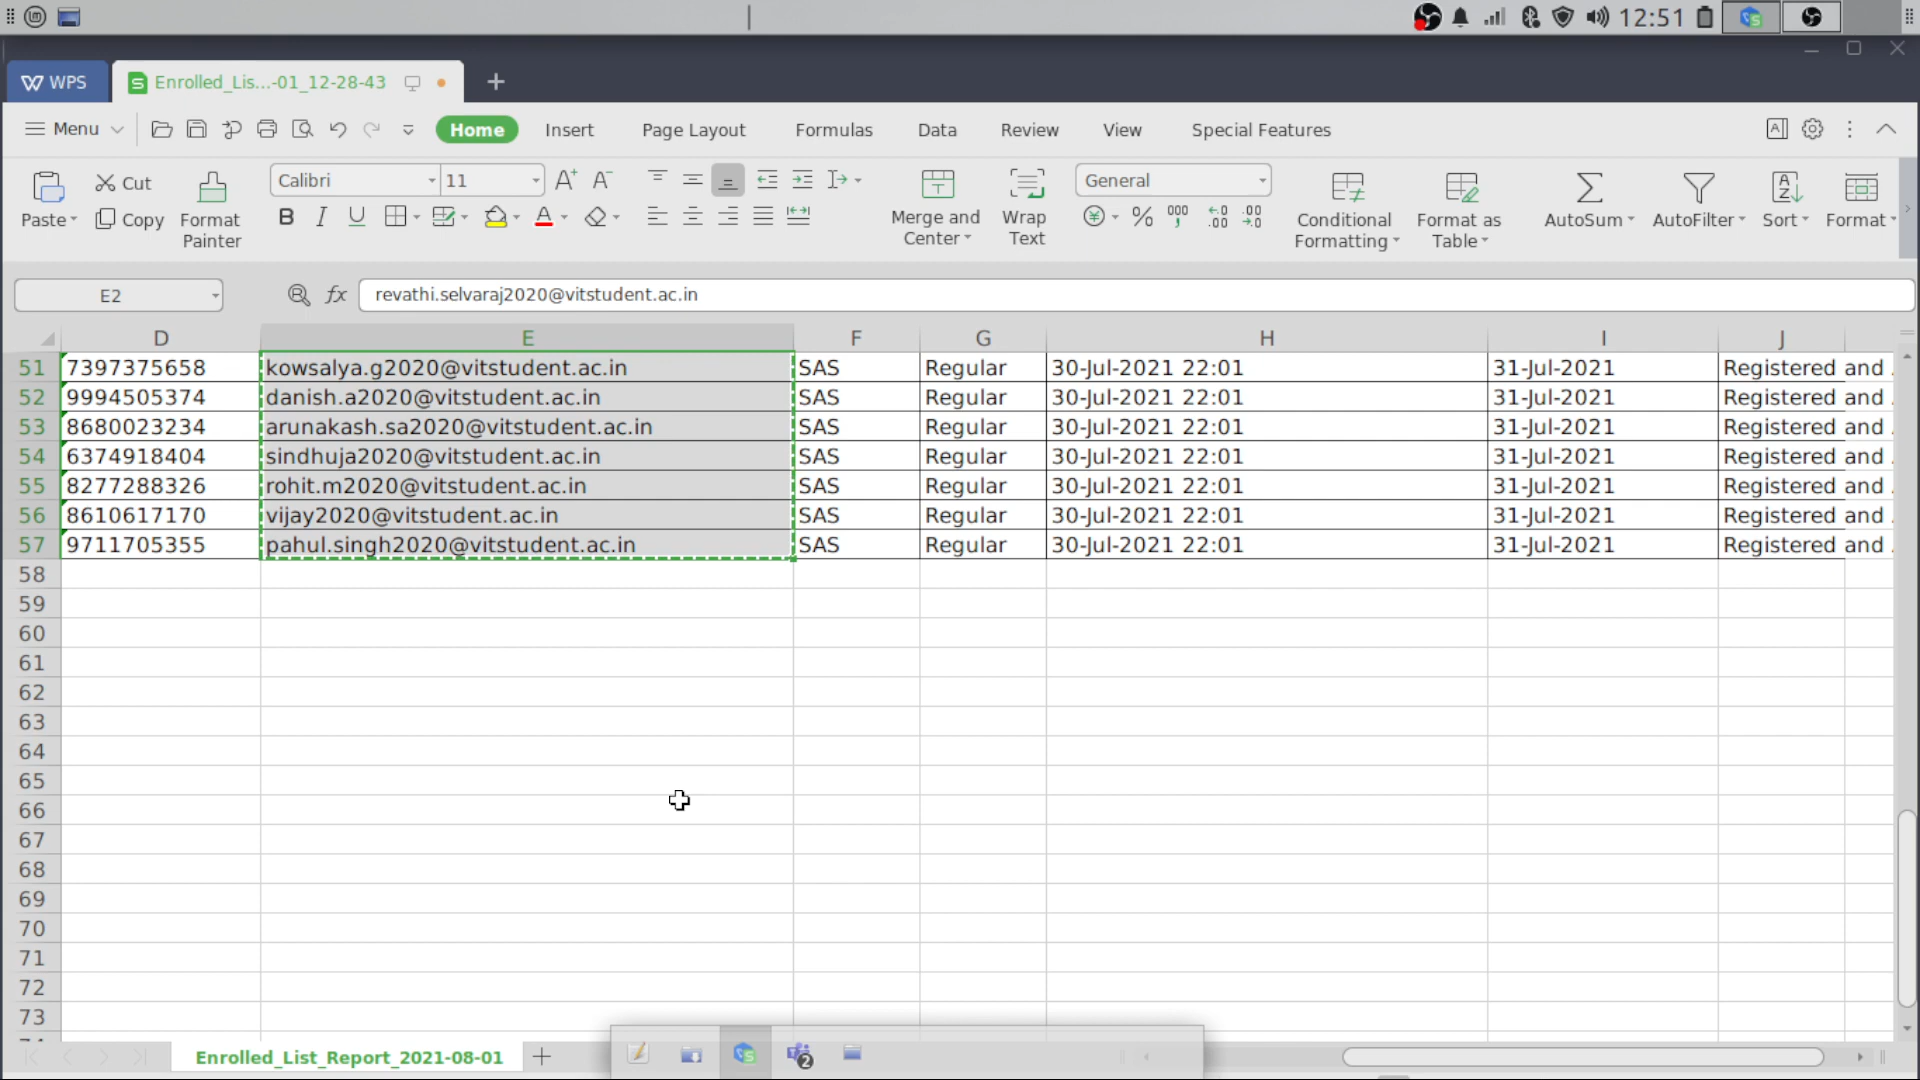 12:51
WPS Enrolled_Lis...-01_12-28-43
Menu Home Insert Page Layout Formulas Data Review View Special Features
Paste Cut Copy Format Painter Calibri 11 Merge and Center Wrap Text General Conditional Formatting Format as Table AutoSum AutoFilter Sort Format
E2 fx revathi.selvaraj2020@vitstudent.ac.in
D E F G H I J
51 7397375658 kowsalya.g2020@vitstudent.ac.in SAS Regular 30-Jul-2021 22:01 31-Jul-2021 Registered and
52 9994505374 danish.a2020@vitstudent.ac.in SAS Regular 30-Jul-2021 22:01 31-Jul-2021 Registered and
53 8680023234 arunakash.sa2020@vitstudent.ac.in SAS Regular 30-Jul-2021 22:01 31-Jul-2021 Registered and
54 6374918404 sindhuja2020@vitstudent.ac.in SAS Regular 30-Jul-2021 22:01 31-Jul-2021 Registered and
55 8277288326 rohit.m2020@vitstudent.ac.in SAS Regular 30-Jul-2021 22:01 31-Jul-2021 Registered and
56 8610617170 vijay2020@vitstudent.ac.in SAS Regular 30-Jul-2021 22:01 31-Jul-2021 Registered and
57 9711705355 pahul.singh2020@vitstudent.ac.in SAS Regular 30-Jul-2021 22:01 31-Jul-2021 Registered and
58
59
60
61
62
63
64
65
66
67
68
69
70
71
72
73
Enrolled_List_Report_2021-08-01 2